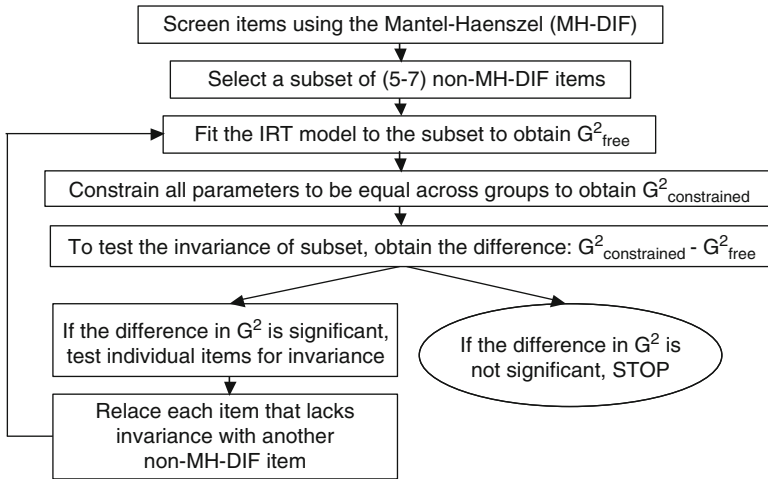 Screen items using the Mantel-Haenszel (MH-DIF)
Select a subset of (5-7) non-MH-DIF items
Fit the IRT model to the subset to obtain G²free
Constrain all parameters to be equal across groups to obtain G²constrained
To test the invariance of subset, obtain the difference: G²constrained - G²free
If the difference in G² is significant,
test individual items for invariance
If the difference in G² is
not significant, STOP
Relace each item that lacks
invariance with another
non-MH-DIF item